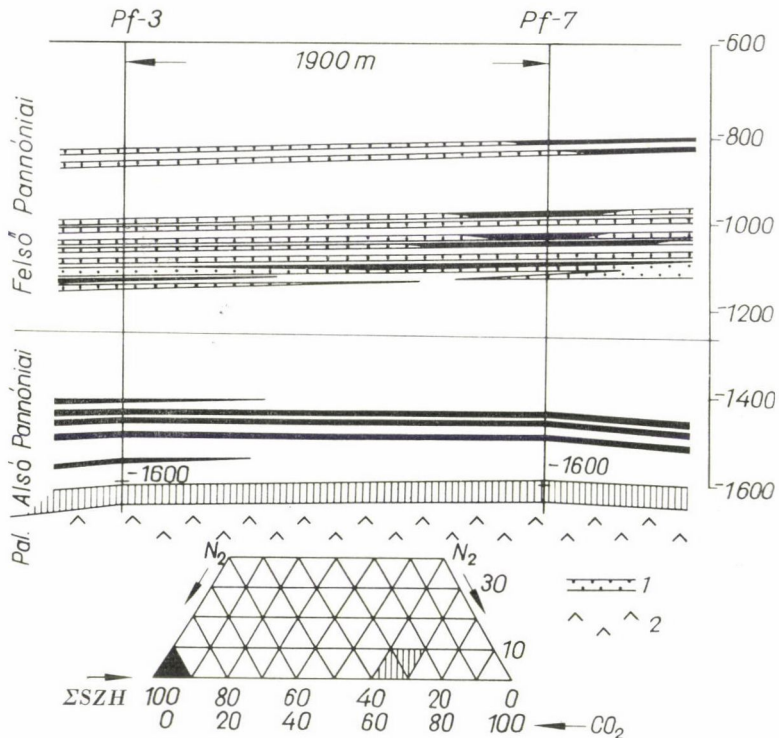 Pf-3 Pf-7
1900 m
-600
-800
-1000
-1200
-1400
-1600
Felső Pannóniai
Alsó Pannóniai
Pal.
-1600 -1600
N2 N2
30
10
1
2
ΣSZH 100 80 60 40 20 0
0 20 40 60 80 100 CO2